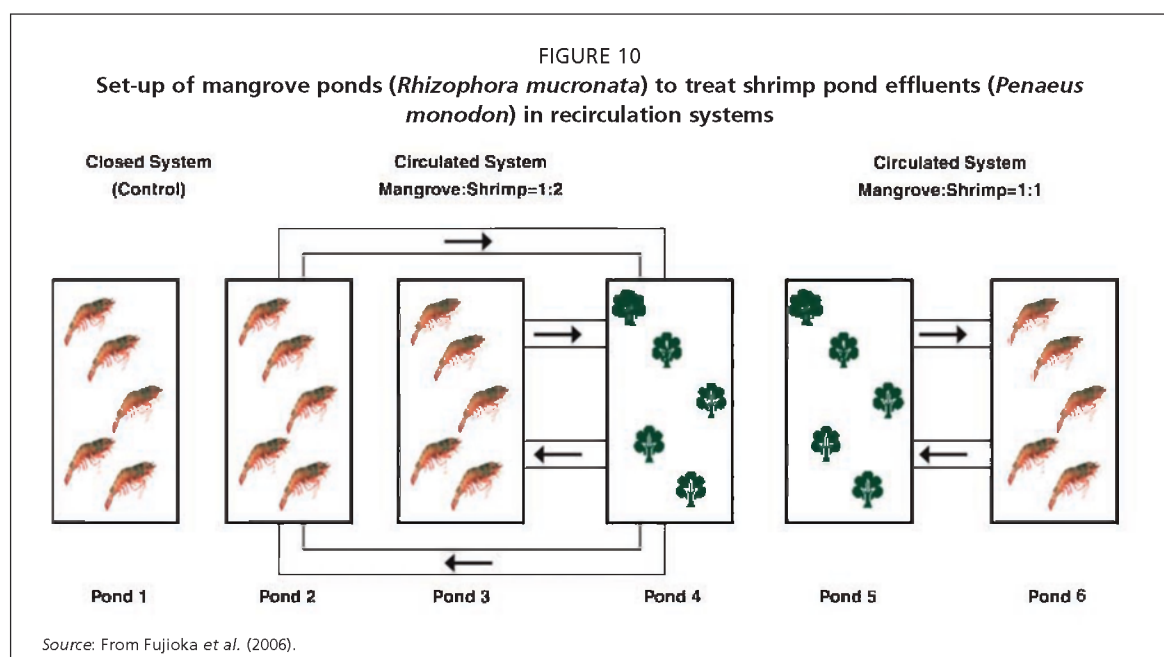 FIGURE 10
Set-up of mangrove ponds (Rhizophora mucronata) to treat shrimp pond effluents (Penaeus
monodon) in recirculation systems
Closed System
(Control)
Circulated System
Mangrove:Shrimp=1:2
Circulated System
Mangrove:Shrimp=1:1
Pond 1
Pond 2
Pond 3
Pond 4
Pond 5
Pond 6
Source: From Fujioka et al. (2006).